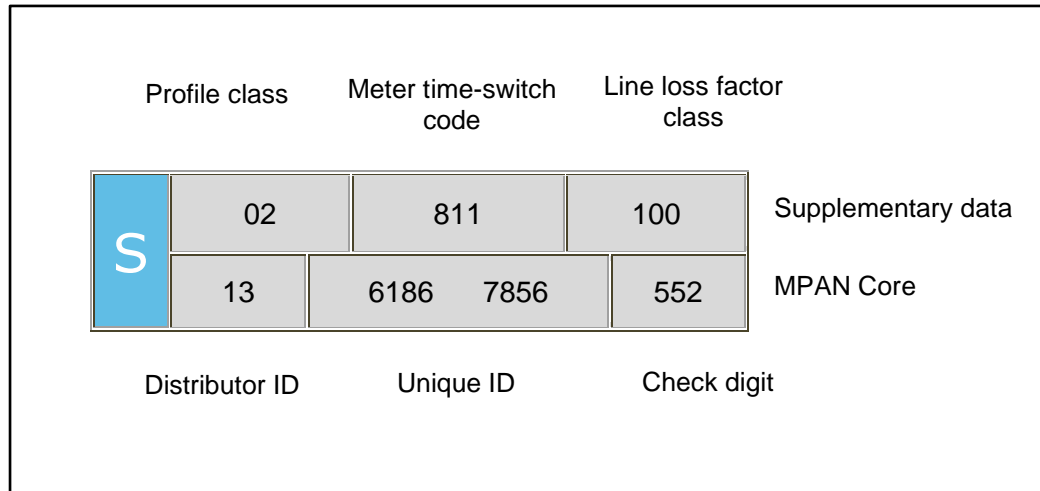 Profile class Meter time-switch code Line loss factor class
S 02 811 100 Supplementary data
13 6186 7856 552 MPAN Core
Distributor ID Unique ID Check digit